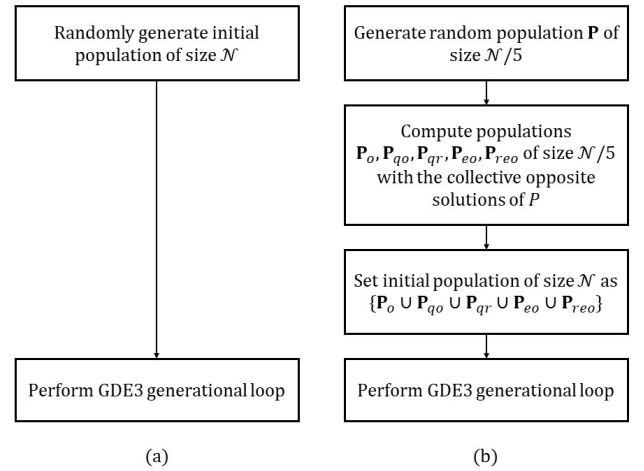 Randomly generate initial
population of size 𝒩
Perform GDE3 generational loop
(a)
Generate random population P of
size 𝒩/5
Compute populations
Pₒ, P_qo, P_qr, P_eo, P_reo of size 𝒩/5
with the collective opposite
solutions of P
Set initial population of size 𝒩 as
{Pₒ ∪ P_qo ∪ P_qr ∪ P_eo ∪ P_reo}
Perform GDE3 generational loop
(b)